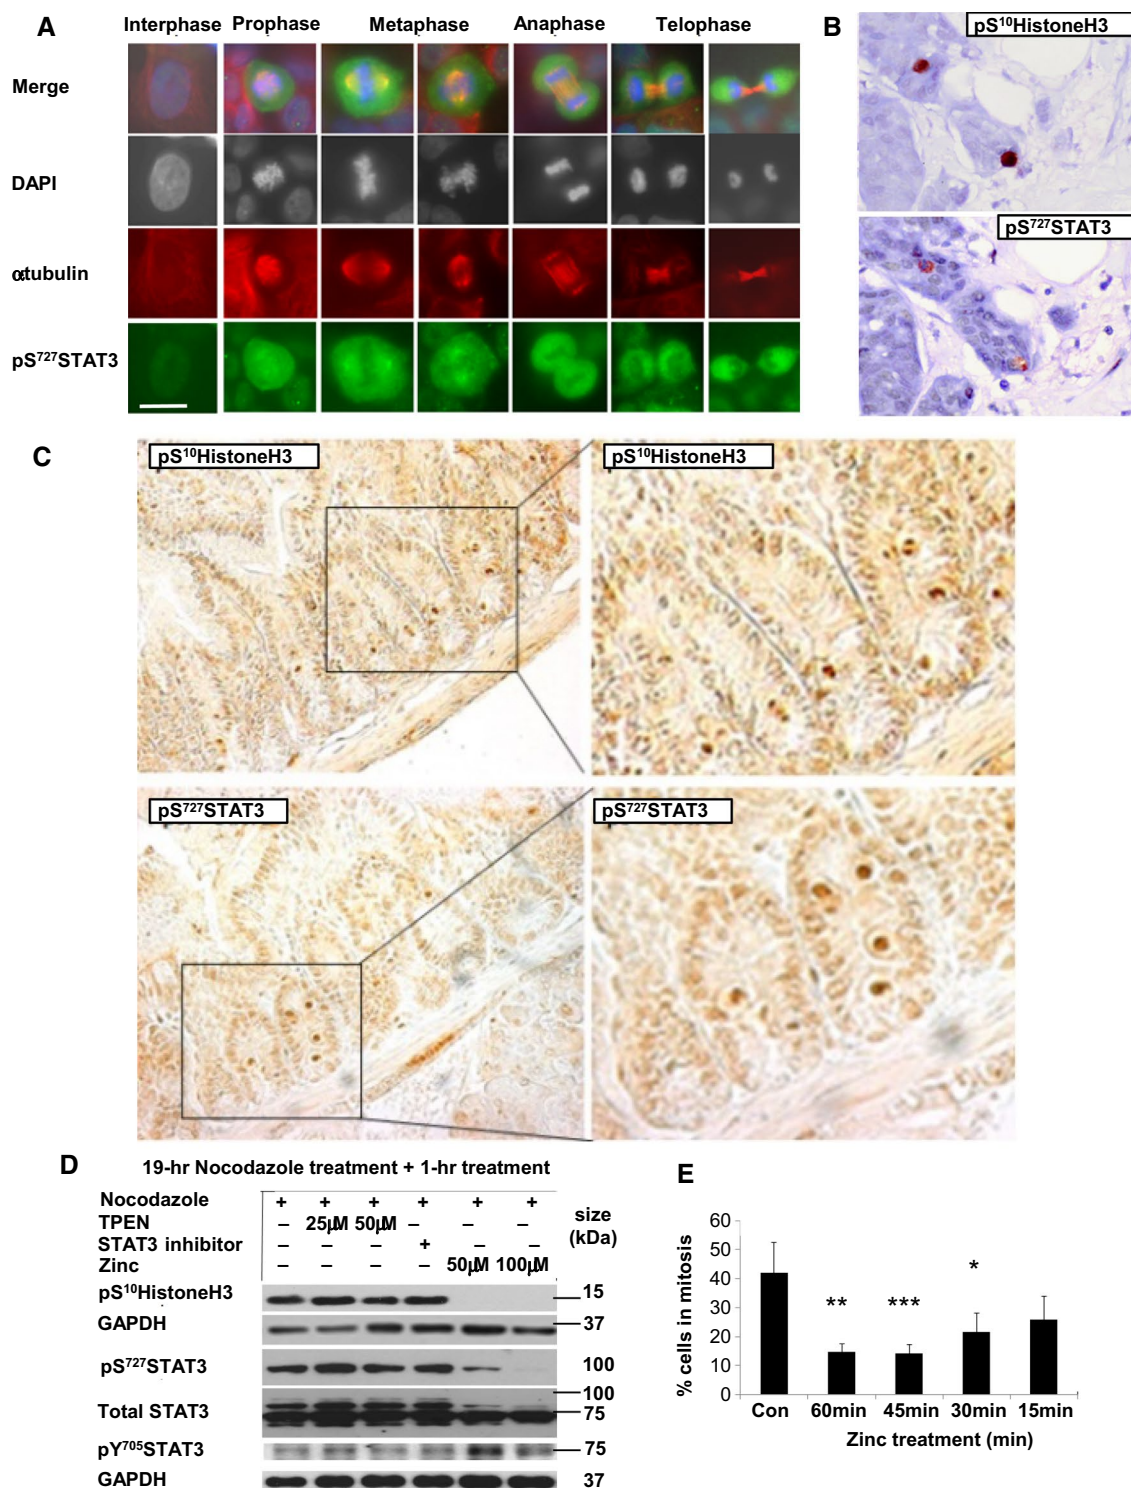 A
Interphase Prophase Metaphase Anaphase Telophase
Merge
DAPI
αtubulin
pS⁷²⁷STAT3
B
pS¹⁰HistoneH3
pS⁷²⁷STAT3
C
pS¹⁰HistoneH3
pS¹⁰HistoneH3
pS⁷²⁷STAT3
pS⁷²⁷STAT3
D
19-hr Nocodazole treatment + 1-hr treatment
Nocodazole + + + + + +
TPEN – 25µM 50µM – – –
STAT3 inhibitor – – – + – –
Zinc – – – – 50µM 100µM
size
(kDa)
pS¹⁰HistoneH3 15
GAPDH 37
pS⁷²⁷STAT3 100
Total STAT3 100
75
pY⁷⁰⁵STAT3 75
GAPDH 37
E
% cells in mitosis
60
50
40
30
20
10
0
** *** *
Con 60min 45min 30min 15min
Zinc treatment (min)